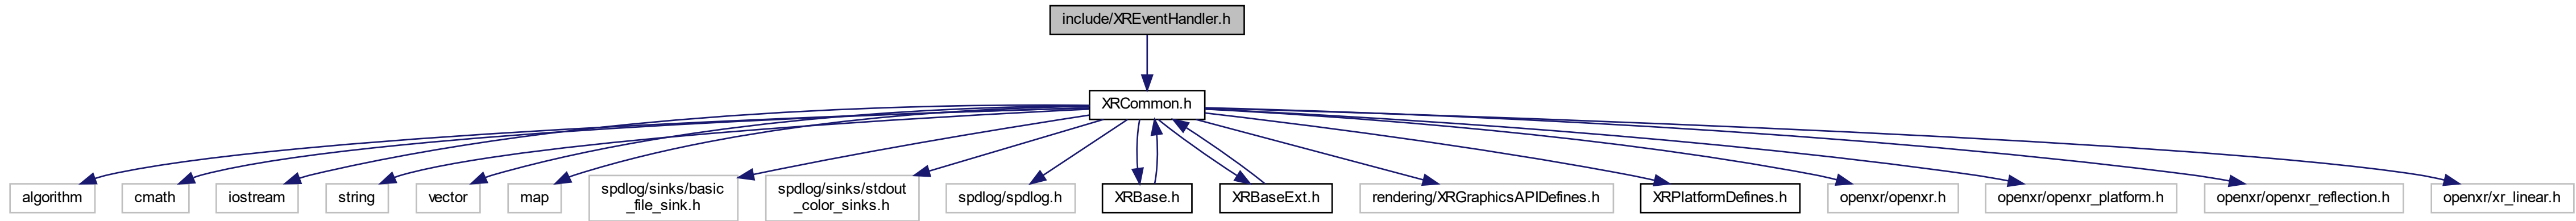 include/XREventHandler.h
XRCommon.h
algorithm
cmath
iostream
string
vector
map
spdlog/sinks/basic
_file_sink.h
spdlog/sinks/stdout
_color_sinks.h
spdlog/spdlog.h
XRBase.h
XRBaseExt.h
rendering/XRGraphicsAPIDefines.h
XRPlatformDefines.h
openxr/openxr.h
openxr/openxr_platform.h
openxr/openxr_reflection.h
openxr/xr_linear.h